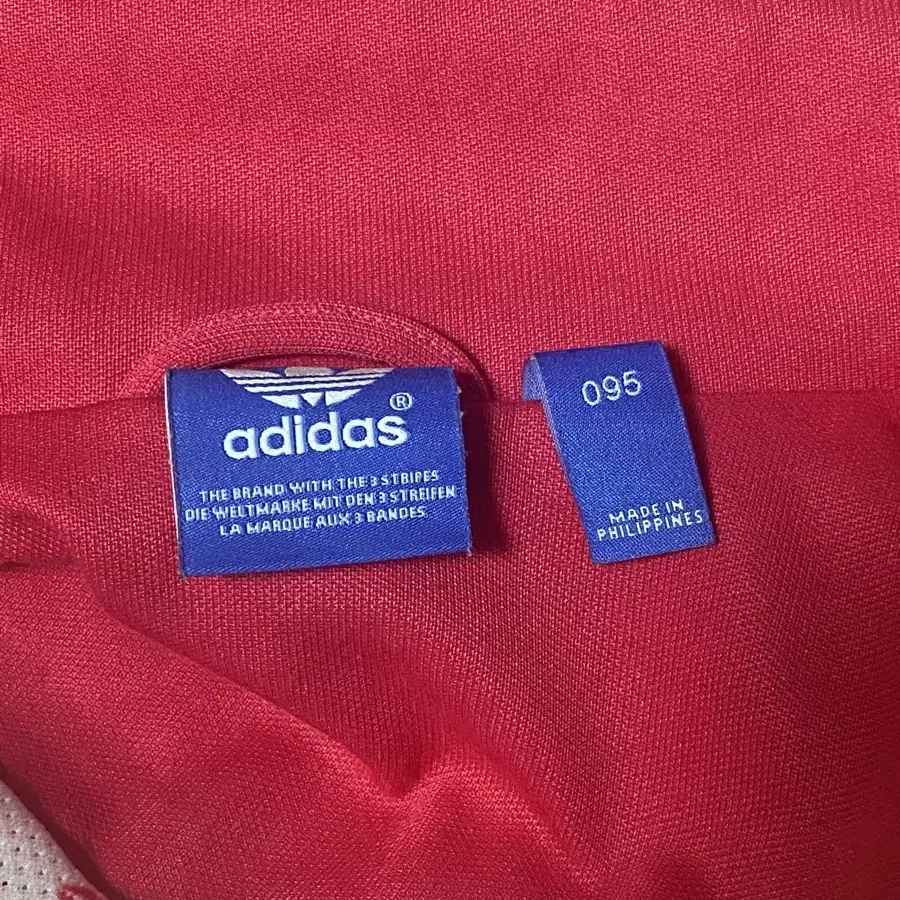 adidas®
THE BRAND WITH THE 3 STRIPES
DIE WELTMARKE MIT DEN 3 STREIFEN
LA MARQUE AUX 3 BANDES
095
MADE IN
PHILIPPINES